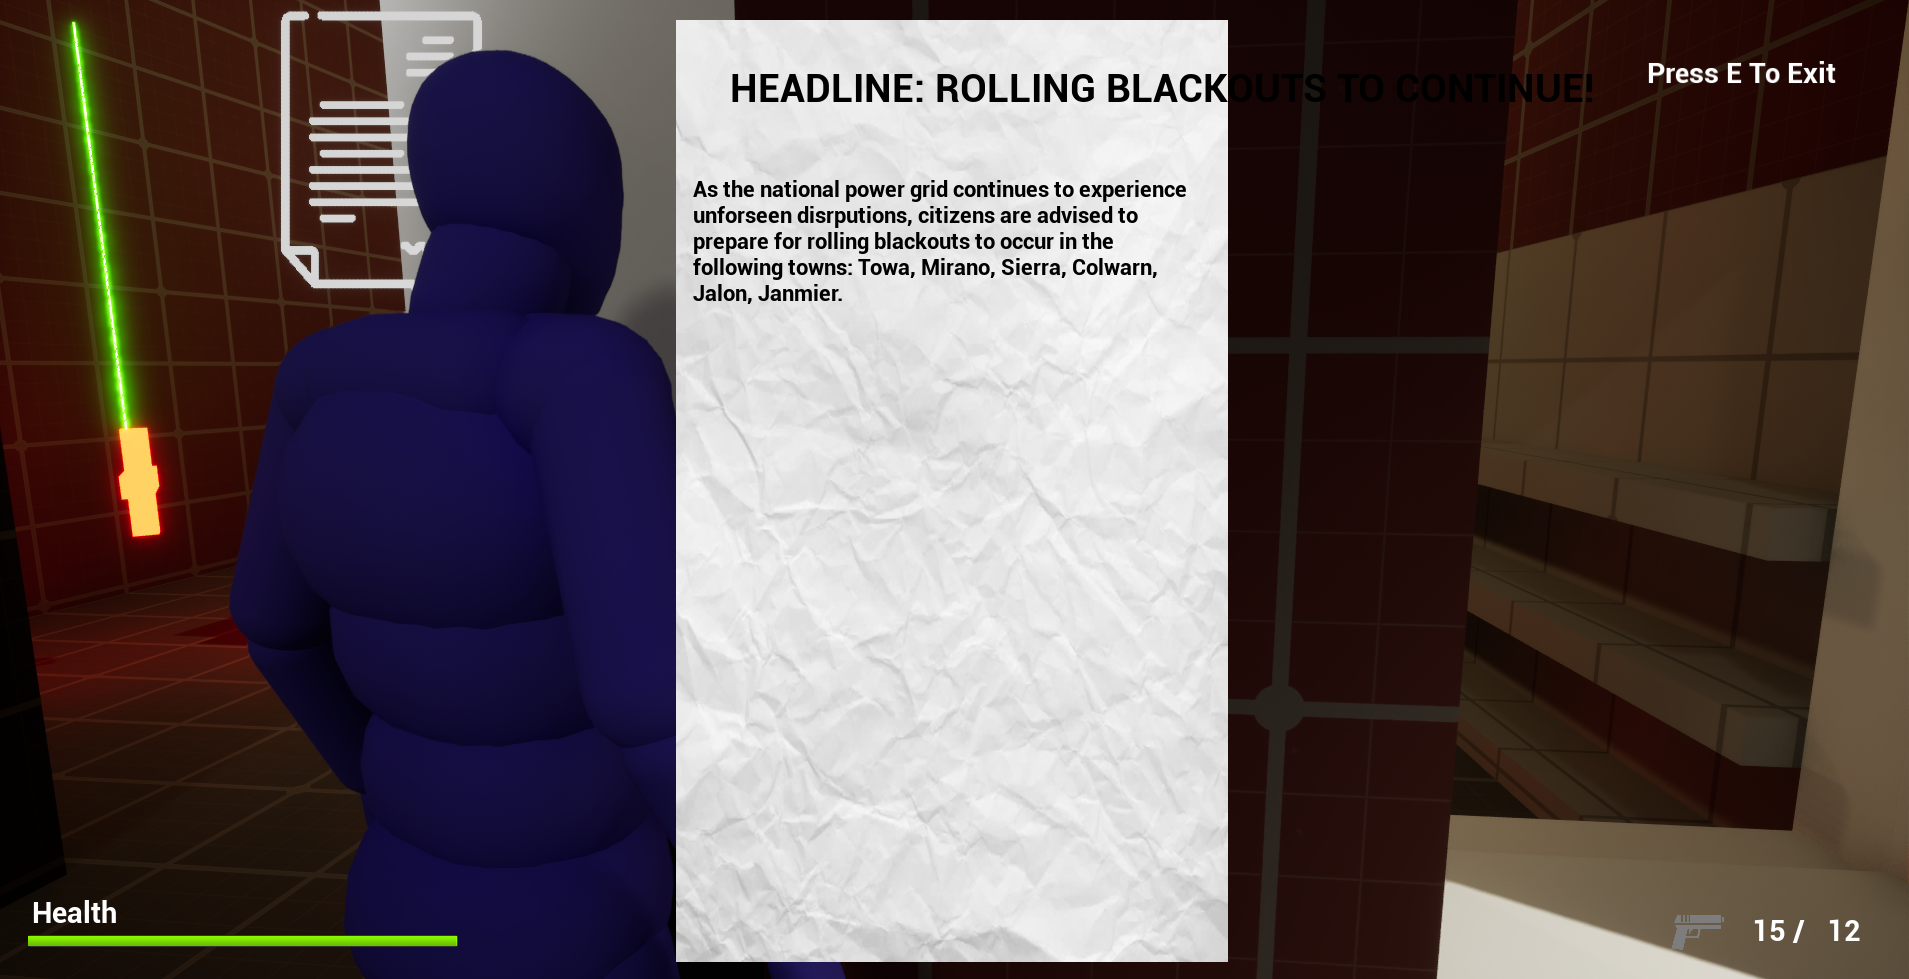 HEADLINE: ROLLING BLACKOUTS TO CONTINUE!
Press E To Exit
As the national power grid continues to experience
unforseen disrputions, citizens are advised to
prepare for rolling blackouts to occur in the
following towns: Towa, Mirano, Sierra, Colwarn,
Jalon, Janmier.
Health
15 / 12